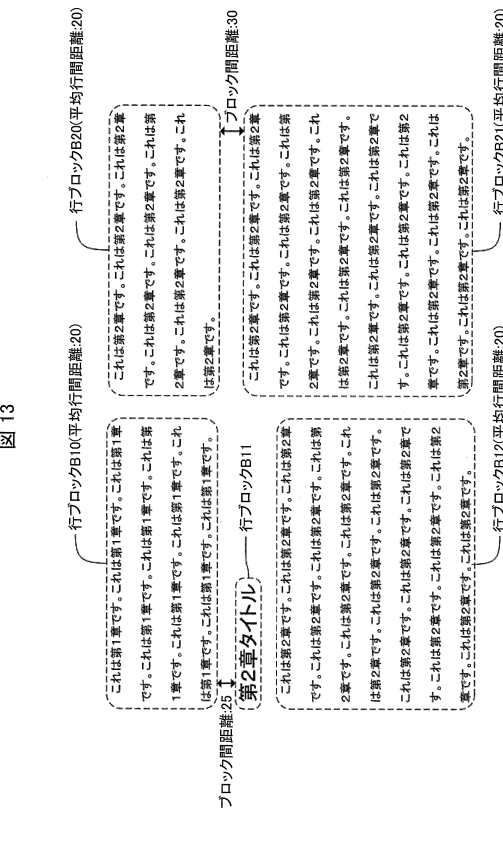 図 13
行ブロックB10(平均行間距離:20)
これは第1章です。これは第1章です。これは第1章
です。これは第1章です。これは第1章です。これは第
1章です。これは第1章です。これは第1章です。これ
は第1章です。これは第1章です。これは第1章です。
ブロック間距離:25
第2章タイトル
行ブロックB11
これは第2章です。これは第2章です。これは第2章
です。これは第2章です。これは第2章です。これは第
2章です。これは第2章です。これは第2章です。これ
は第2章です。これは第2章です。これは第2章です。
これは第2章です。これは第2章です。これは第2章で
す。これは第2章です。これは第2章です。これは第2
章です。これは第2章です。これは第2章です。
行ブロックB12(平均行間距離:20)
行ブロックB20(平均行間距離:20)
これは第2章です。これは第2章です。これは第2章
です。これは第2章です。これは第2章です。これは第
2章です。これは第2章です。これは第2章です。これ
は第2章です。
ブロック間距離:30
これは第2章です。これは第2章です。これは第2章
です。これは第2章です。これは第2章です。これは第
2章です。これは第2章です。これは第2章です。これ
は第2章です。これは第2章です。これは第2章です。
これは第2章です。これは第2章です。これは第2章で
す。これは第2章です。これは第2章です。これは第2
章です。これは第2章です。これは第2章です。これは
第2章です。これは第2章です。これは第2章です。
行ブロックB21(平均行間距離:20)